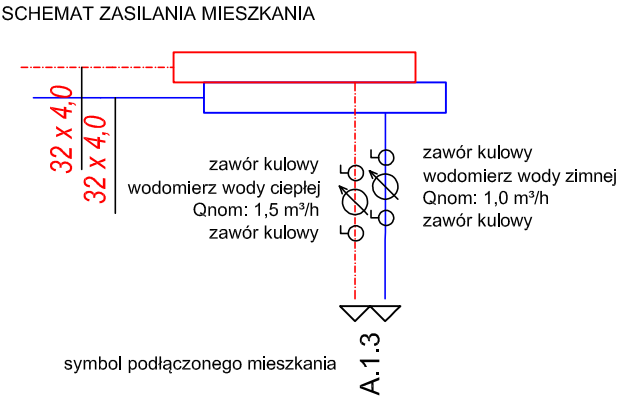 SCHEMAT ZASILANIA MIESZKANIA
32 x 4,0
32 x 4,0
zawór kulowy
wodomierz wody ciepłej
Qnom: 1,5 m³/h
zawór kulowy
zawór kulowy
wodomierz wody zimnej
Qnom: 1,0 m³/h
zawór kulowy
symbol podłączonego mieszkania
A.1.3